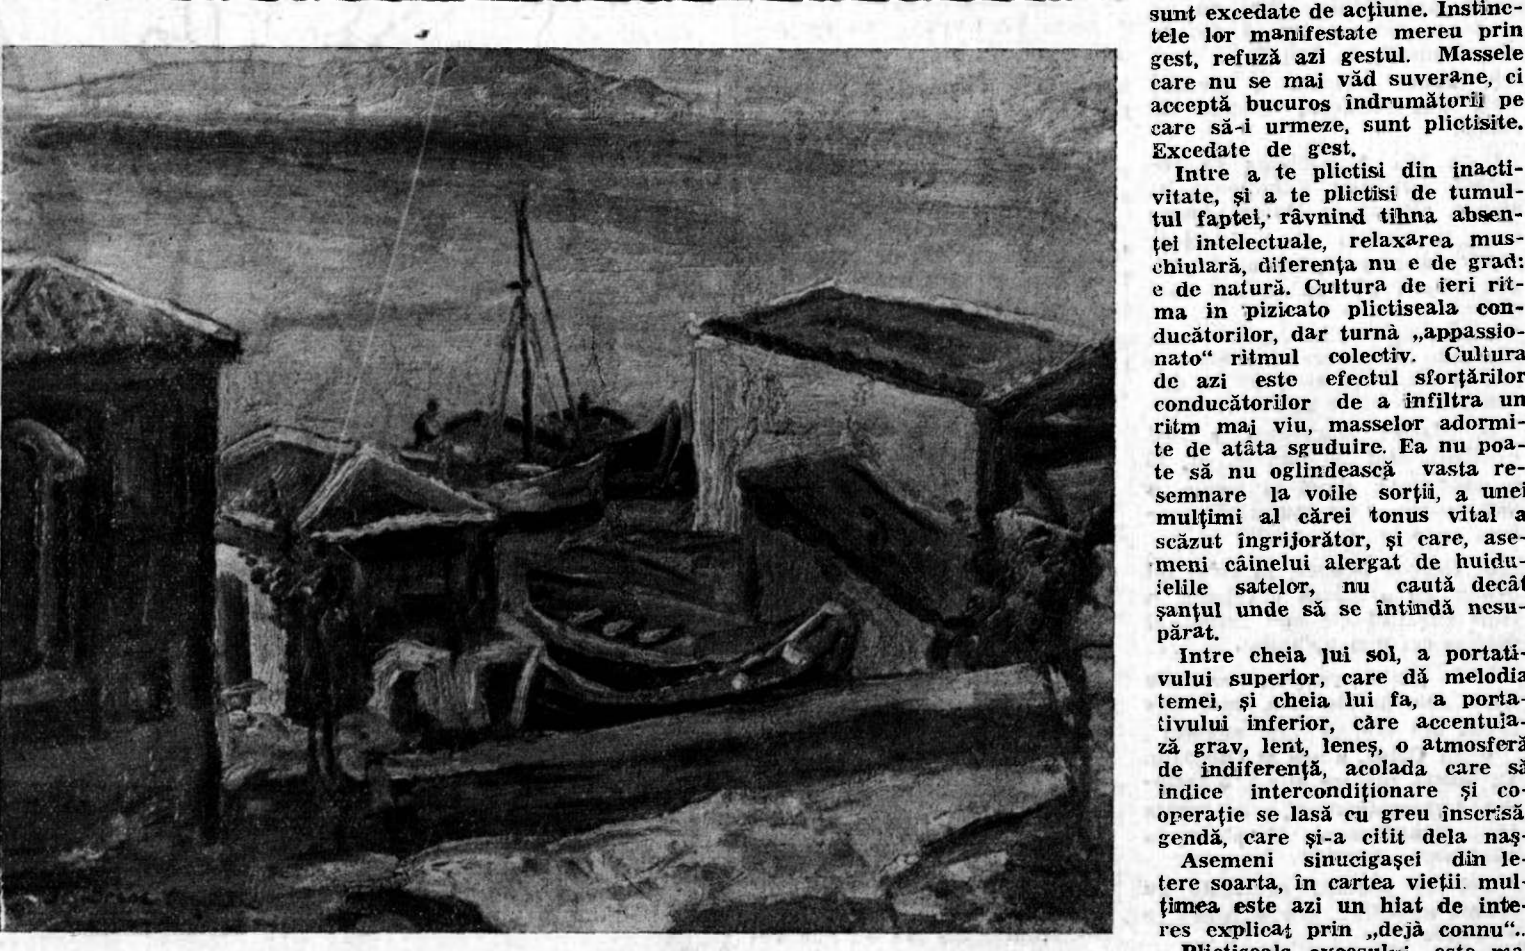 sunt excedate de acţiune. Instinc-
tele lor manifestate mereu prin
gest, refuză azi gestul. Massele
care nu se mai văd suverane, ci
acceptă bucuros îndrumătorii pe
care să-i urmeze, sunt plictisite.
Excedate de gest.
Intre a te plictisi din inacti-
vitate, şi a te plictisi de tumul-
tul faptei, râvnind tihna absen-
ţei intelectuale, relaxarea mus-
chiulară, diferenţa nu e de grad:
e de natură. Cultura de ieri rit-
ma in pizicato plictiseala con-
ducătorilor, dar turnà „appassio-
nato“ ritmul colectiv. Cultura
de azi este efectul sforţărilor
conducătorilor de a infiltra un
ritm mai viu, masselor adormi-
te de atâta sguduire. Ea nu poa-
te să nu oglindească vasta re-
semnare la voile sorţii, a unei
mulţimi al cărei tonus vital a
scăzut îngrijorător, şi care, ase-
meni câinelui alergat de huidu-
ielile satelor, nu caută decât
şanţul unde să se întindă nesu-
părat.
Intre cheia lui sol, a portati-
vului superior, care dă melodia
temei, şi cheia lui fa, a porta-
tivului inferior, căre accentuia-
ză grav, lent, leneş, o atmosferă
de indiferenţă, acolada care să
indice intercondiţionare şi co-
operaţie se lasă cu greu înscrisă
gendă, care şi-a citit dela naş-
Asemeni sinucigaşei din le-
tere soarta, în cartea vieţii. mul-
ţimea este azi un hiat de inte-
res explicat prin „dejà connu“..